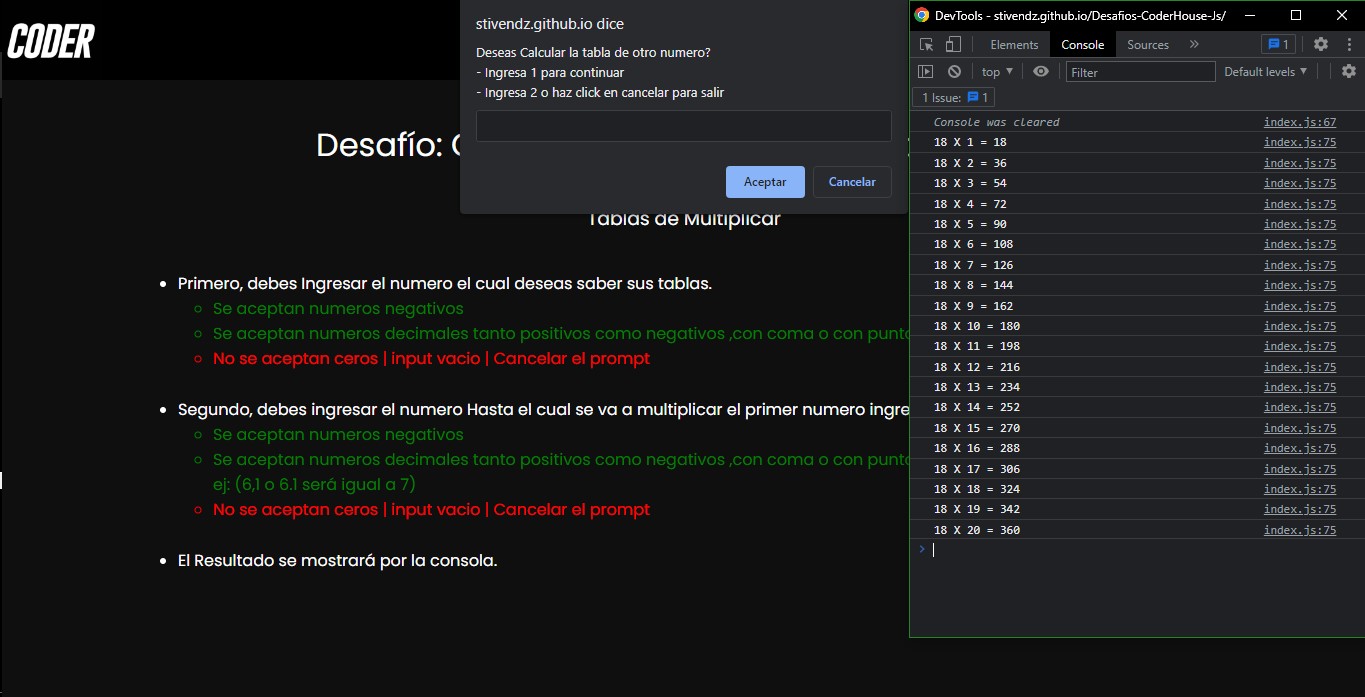 CODER
stivendz.github.io dice
Deseas Calcular la tabla de otro numero?
- Ingresa 1 para continuar
- Ingresa 2 o haz click en cancelar para salir
Aceptar
Cancelar
Desafío:
Tablas de Multiplicar
Primero, debes Ingresar el numero el cual deseas saber sus tablas.
Se aceptan numeros negativos
Se aceptan numeros decimales tanto positivos como negativos ,con coma o con punto
No se aceptan ceros | input vacio | Cancelar el prompt
Segundo, debes ingresar el numero Hasta el cual se va a multiplicar el primer numero ingre
Se aceptan numeros negativos
Se aceptan numeros decimales tanto positivos como negativos ,con coma o con punto
ej: (6,1 o 6.1 será igual a 7)
No se aceptan ceros | input vacio | Cancelar el prompt
El Resultado se mostrará por la consola.
DevTools - stivendz.github.io/Desafios-CoderHouse-Js/
Elements Console Sources » 1
top ▼ Filter Default levels ▼
1 Issue: 1
Console was cleared index.js:67
18 X 1 = 18 index.js:75
18 X 2 = 36 index.js:75
18 X 3 = 54 index.js:75
18 X 4 = 72 index.js:75
18 X 5 = 90 index.js:75
18 X 6 = 108 index.js:75
18 X 7 = 126 index.js:75
18 X 8 = 144 index.js:75
18 X 9 = 162 index.js:75
18 X 10 = 180 index.js:75
18 X 11 = 198 index.js:75
18 X 12 = 216 index.js:75
18 X 13 = 234 index.js:75
18 X 14 = 252 index.js:75
18 X 15 = 270 index.js:75
18 X 16 = 288 index.js:75
18 X 17 = 306 index.js:75
18 X 18 = 324 index.js:75
18 X 19 = 342 index.js:75
18 X 20 = 360 index.js:75
>